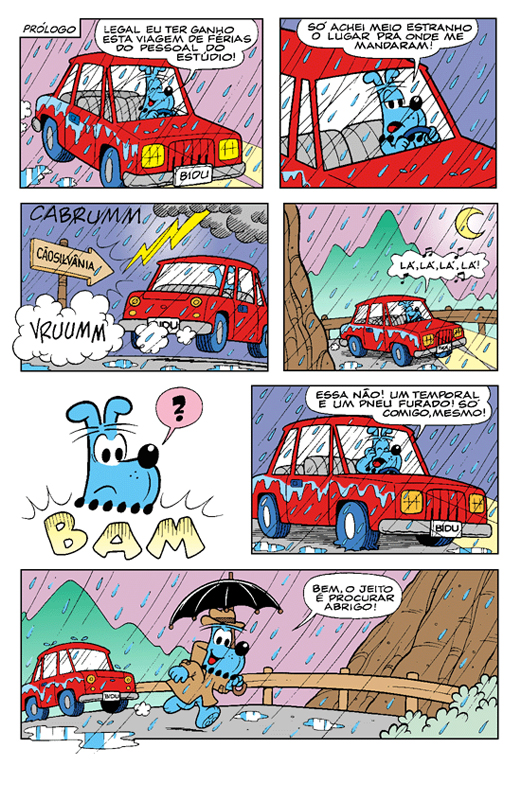 PRÓLOGO
LEGAL EU TER GANHO
ESTA VIAGEM DE FÉRIAS
DO PESSOAL DO
ESTÚDIO!
BIDU
SÓ ACHEI MEIO ESTRANHO
O LUGAR PRA ONDE ME
MANDARAM!
CABRUMM
CÃOSILVÂNIA
VRUUMM
BIDU
LÁ, LÁ, LÁ, LÁ!
?
BAM
ESSA NÃO! UM TEMPORAL
E UM PNEU FURADO! SÓ
COMIGO, MESMO!
BIDU
BEM, O JEITO
É PROCURAR
ABRIGO!
BIDU